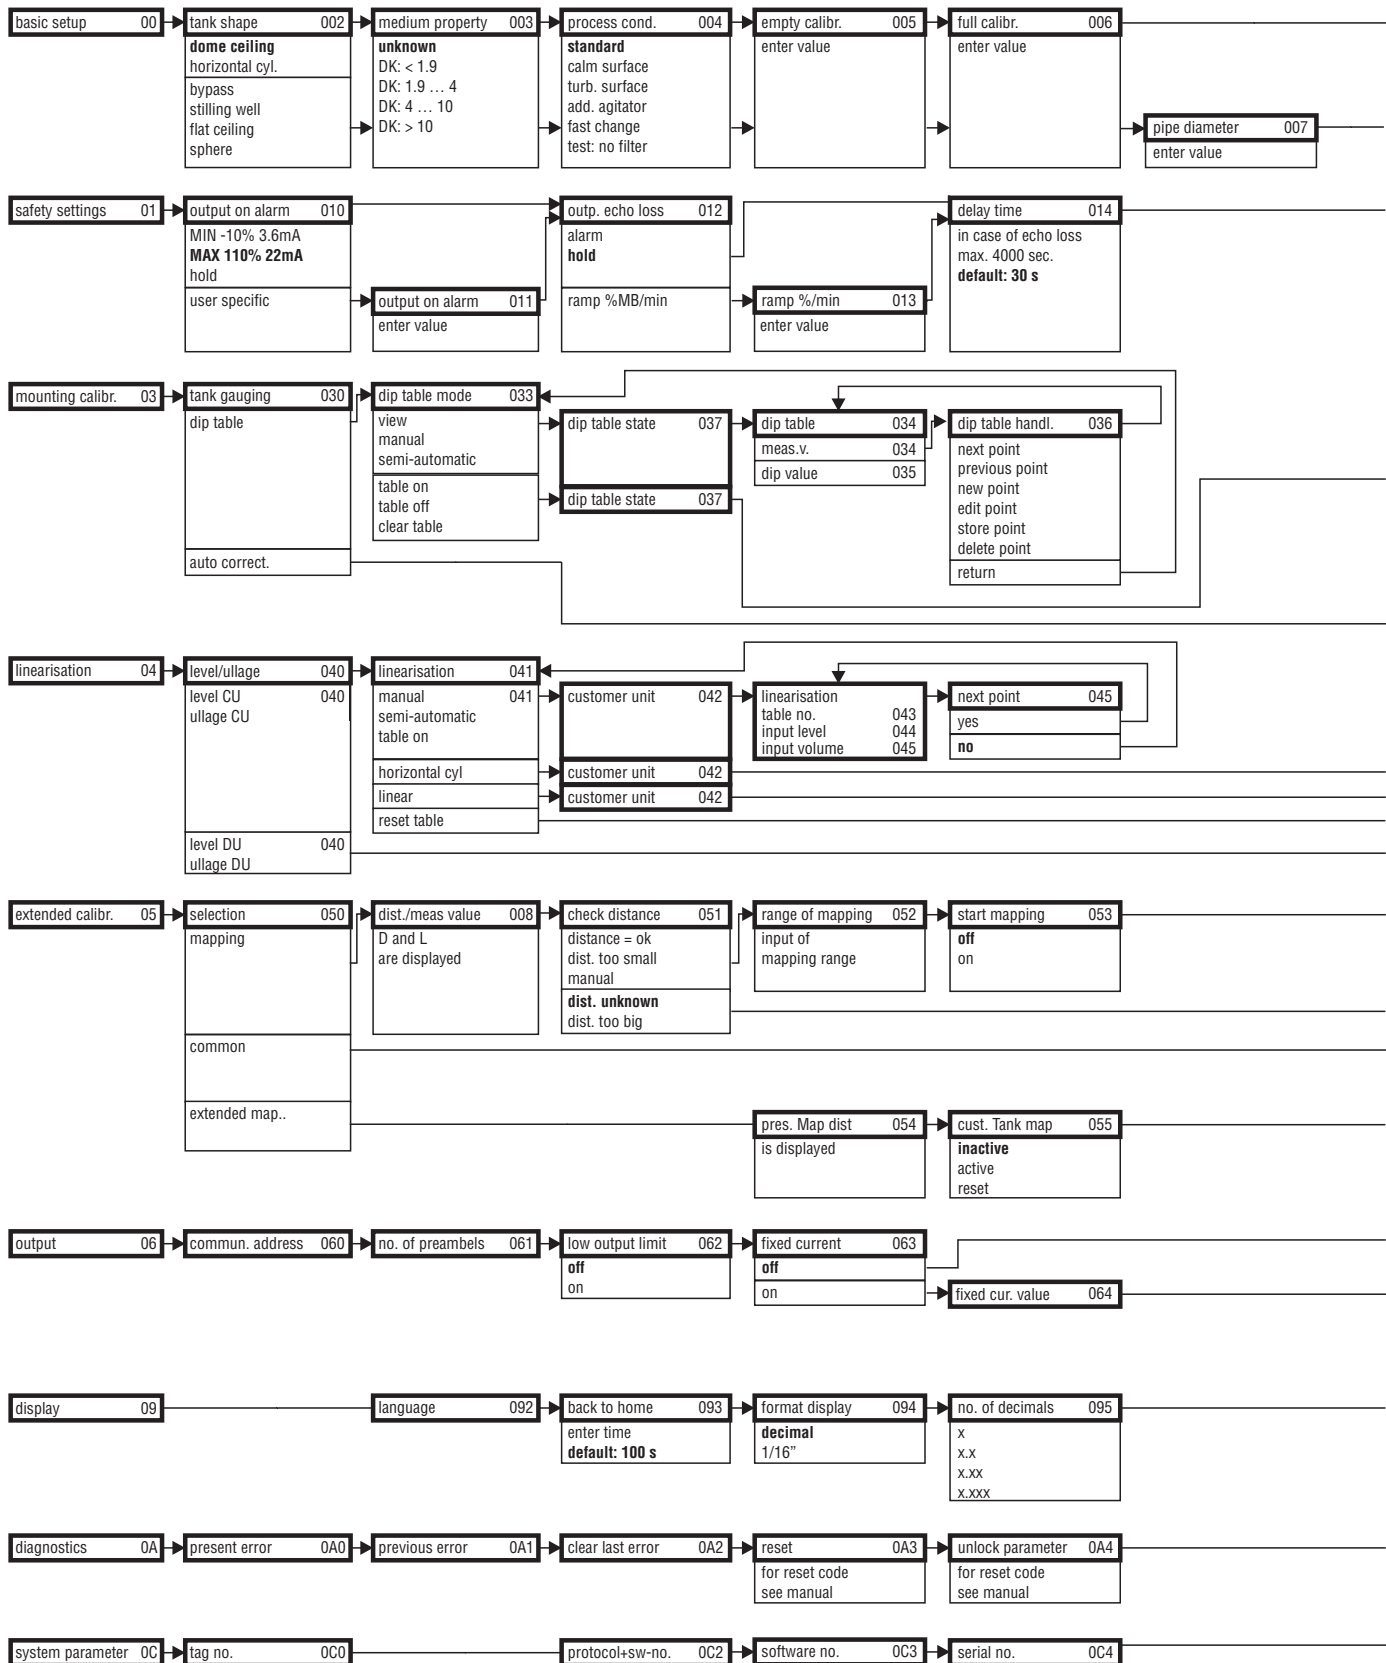 basic setup 00
tank shape 002
dome ceiling
horizontal cyl.
bypass
stilling well
flat ceiling
sphere
medium property 003
unknown
DK: < 1.9
DK: 1.9 … 4
DK: 4 … 10
DK: > 10
process cond. 004
standard
calm surface
turb. surface
add. agitator
fast change
test: no filter
empty calibr. 005
enter value
full calibr. 006
enter value
pipe diameter 007
enter value
safety settings 01
output on alarm 010
MIN -10% 3.6mA
MAX 110% 22mA
hold
user specific
output on alarm 011
enter value
outp. echo loss 012
alarm
hold
ramp %MB/min
ramp %/min 013
enter value
delay time 014
in case of echo loss
max. 4000 sec.
default: 30 s
mounting calibr. 03
tank gauging 030
dip table
auto correct.
dip table mode 033
view
manual
semi-automatic
table on
table off
clear table
dip table state 037
dip table state 037
dip table 034
meas.v. 034
dip value 035
dip table handl. 036
next point
previous point
new point
edit point
store point
delete point
return
linearisation 04
level/ullage 040
level CU 040
ullage CU
level DU 040
ullage DU
linearisation 041
manual 041
semi-automatic
table on
horizontal cyl
linear
reset table
customer unit 042
customer unit 042
customer unit 042
linearisation
table no. 043
input level 044
input volume 045
next point 045
yes
no
extended calibr. 05
selection 050
mapping
common
extended map..
dist./meas value 008
D and L
are displayed
check distance 051
distance = ok
dist. too small
manual
dist. unknown
dist. too big
range of mapping 052
input of
mapping range
start mapping 053
off
on
pres. Map dist 054
is displayed
cust. Tank map 055
inactive
active
reset
output 06
commun. address 060
no. of preambels 061
low output limit 062
off
on
fixed current 063
off
on
fixed cur. value 064
display 09
language 092
back to home 093
enter time
default: 100 s
format display 094
decimal
1/16”
no. of decimals 095
x
x.x
x.xx
x.xxx
diagnostics 0A
present error 0A0
previous error 0A1
clear last error 0A2
reset 0A3
for reset code
see manual
unlock parameter 0A4
for reset code
see manual
system parameter 0C
tag no. 0C0
protocol+sw-no. 0C2
software no. 0C3
serial no. 0C4